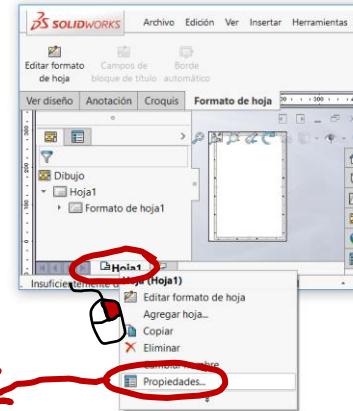 SOLIDWORKS Archivo Edición Ver Insertar Herramientas
Editar formato de hoja Campos de bloque de título Borde automático
Ver diseño Anotación Croquis Formato de hoja
Dibujo
Hoja1
Formato de hoja1
Hoja1
(Hoja1)
Editar formato de hoja
Agregar hoja...
Copiar
Eliminar
Propiedades...